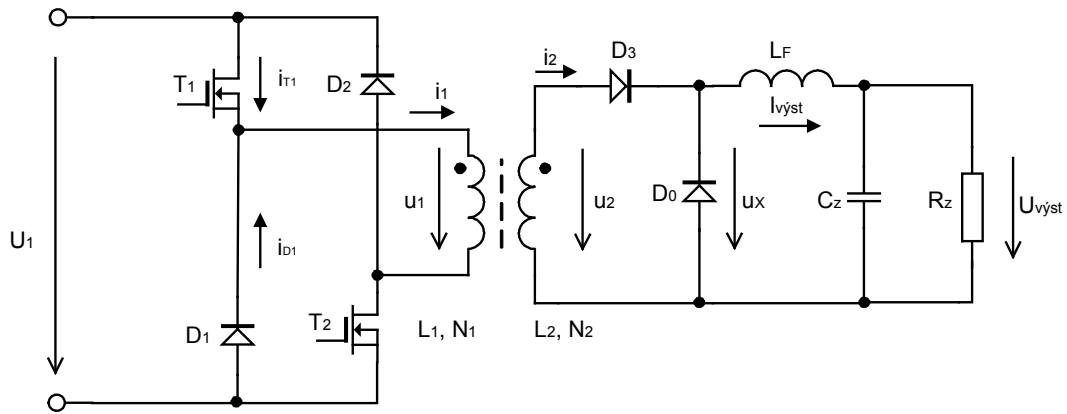 T1
iT1
D2
i1
i2
D3
LF
Ivýst
U1
u1
u2
D0
uX
Cz
Rz
Uvýst
iD1
D1
T2
L1, N1
L2, N2